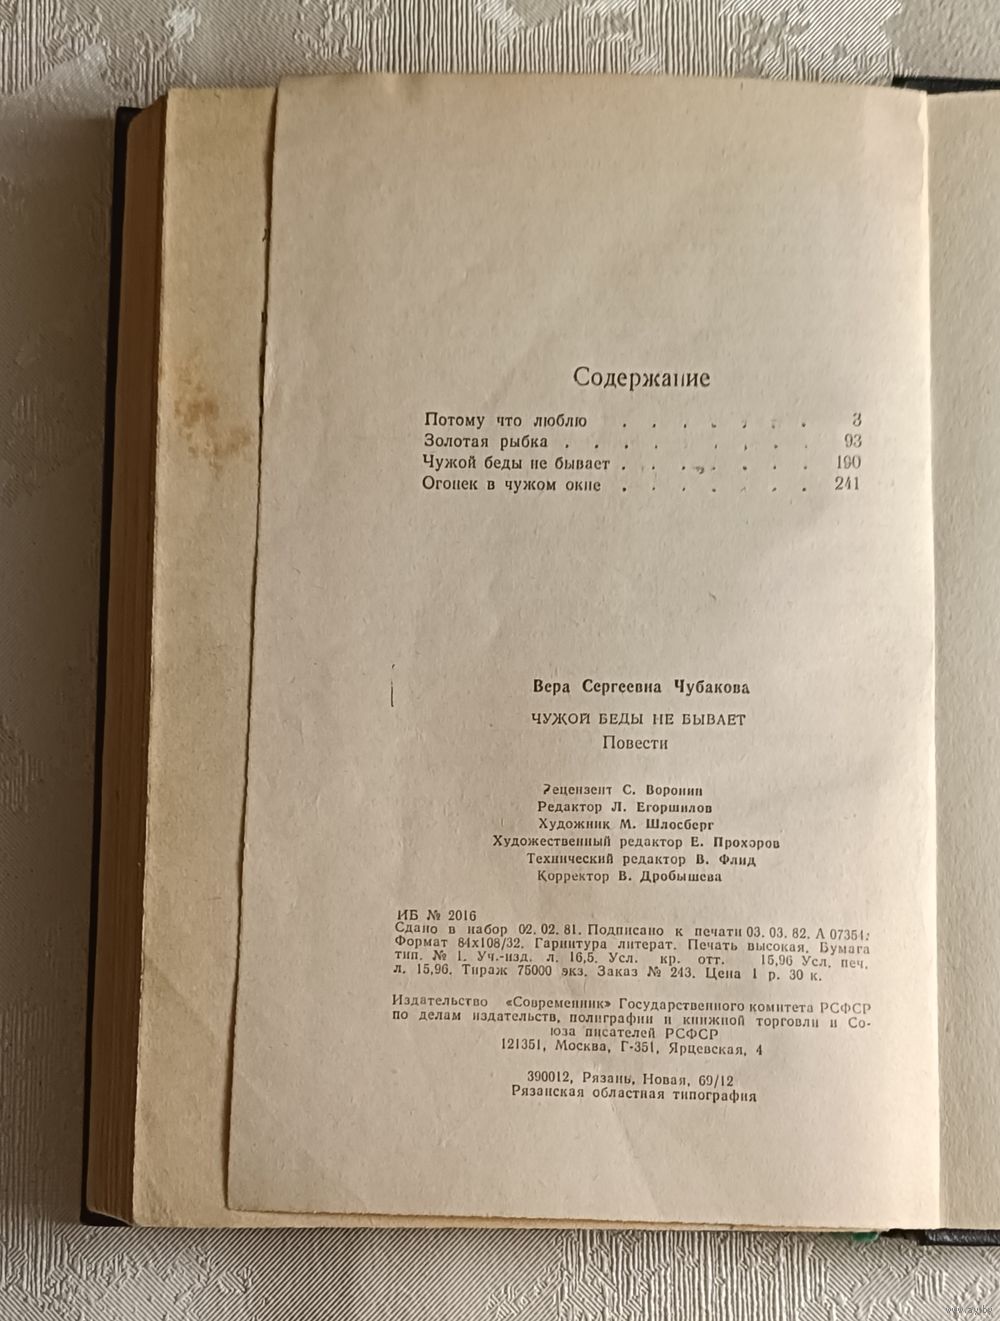 Содержание
Потому что люблю . . . . . . . 3
Золотая рыбка . . . . . . . . 93
Чужой беды не бывает . . . . . . . 190
Огонек в чужом окне . . . . . . . 241
Вера Сергеевна Чубакова
ЧУЖОЙ БЕДЫ НЕ БЫВАЕТ
Повести
Рецензент С. Воронин
Редактор Л. Егоршилов
Художник М. Шлосберг
Художественный редактор Е. Прохоров
Технический редактор В. Флид
Корректор В. Дробышева
ИБ № 2016
Сдано в набор 02. 02. 81. Подписано к печати 03. 03. 82. А 07351.
Формат 84х108/32. Гарнитура литерат. Печать высокая. Бумага
тип. № 1. Уч.-изд. л. 16,5. Усл. кр. отт. 15,96 Усл. печ.
л. 15,96. Тираж 75000 экз. Заказ № 243. Цена 1 р. 30 к.
Издательство «Современник» Государственного комитета РСФСР
по делам издательств, полиграфии и книжной торговли и Со-
юза писателей РСФСР
121351, Москва, Г-351, Ярцевская, 4
390012, Рязань, Новая, 69/12
Рязанская областная типография